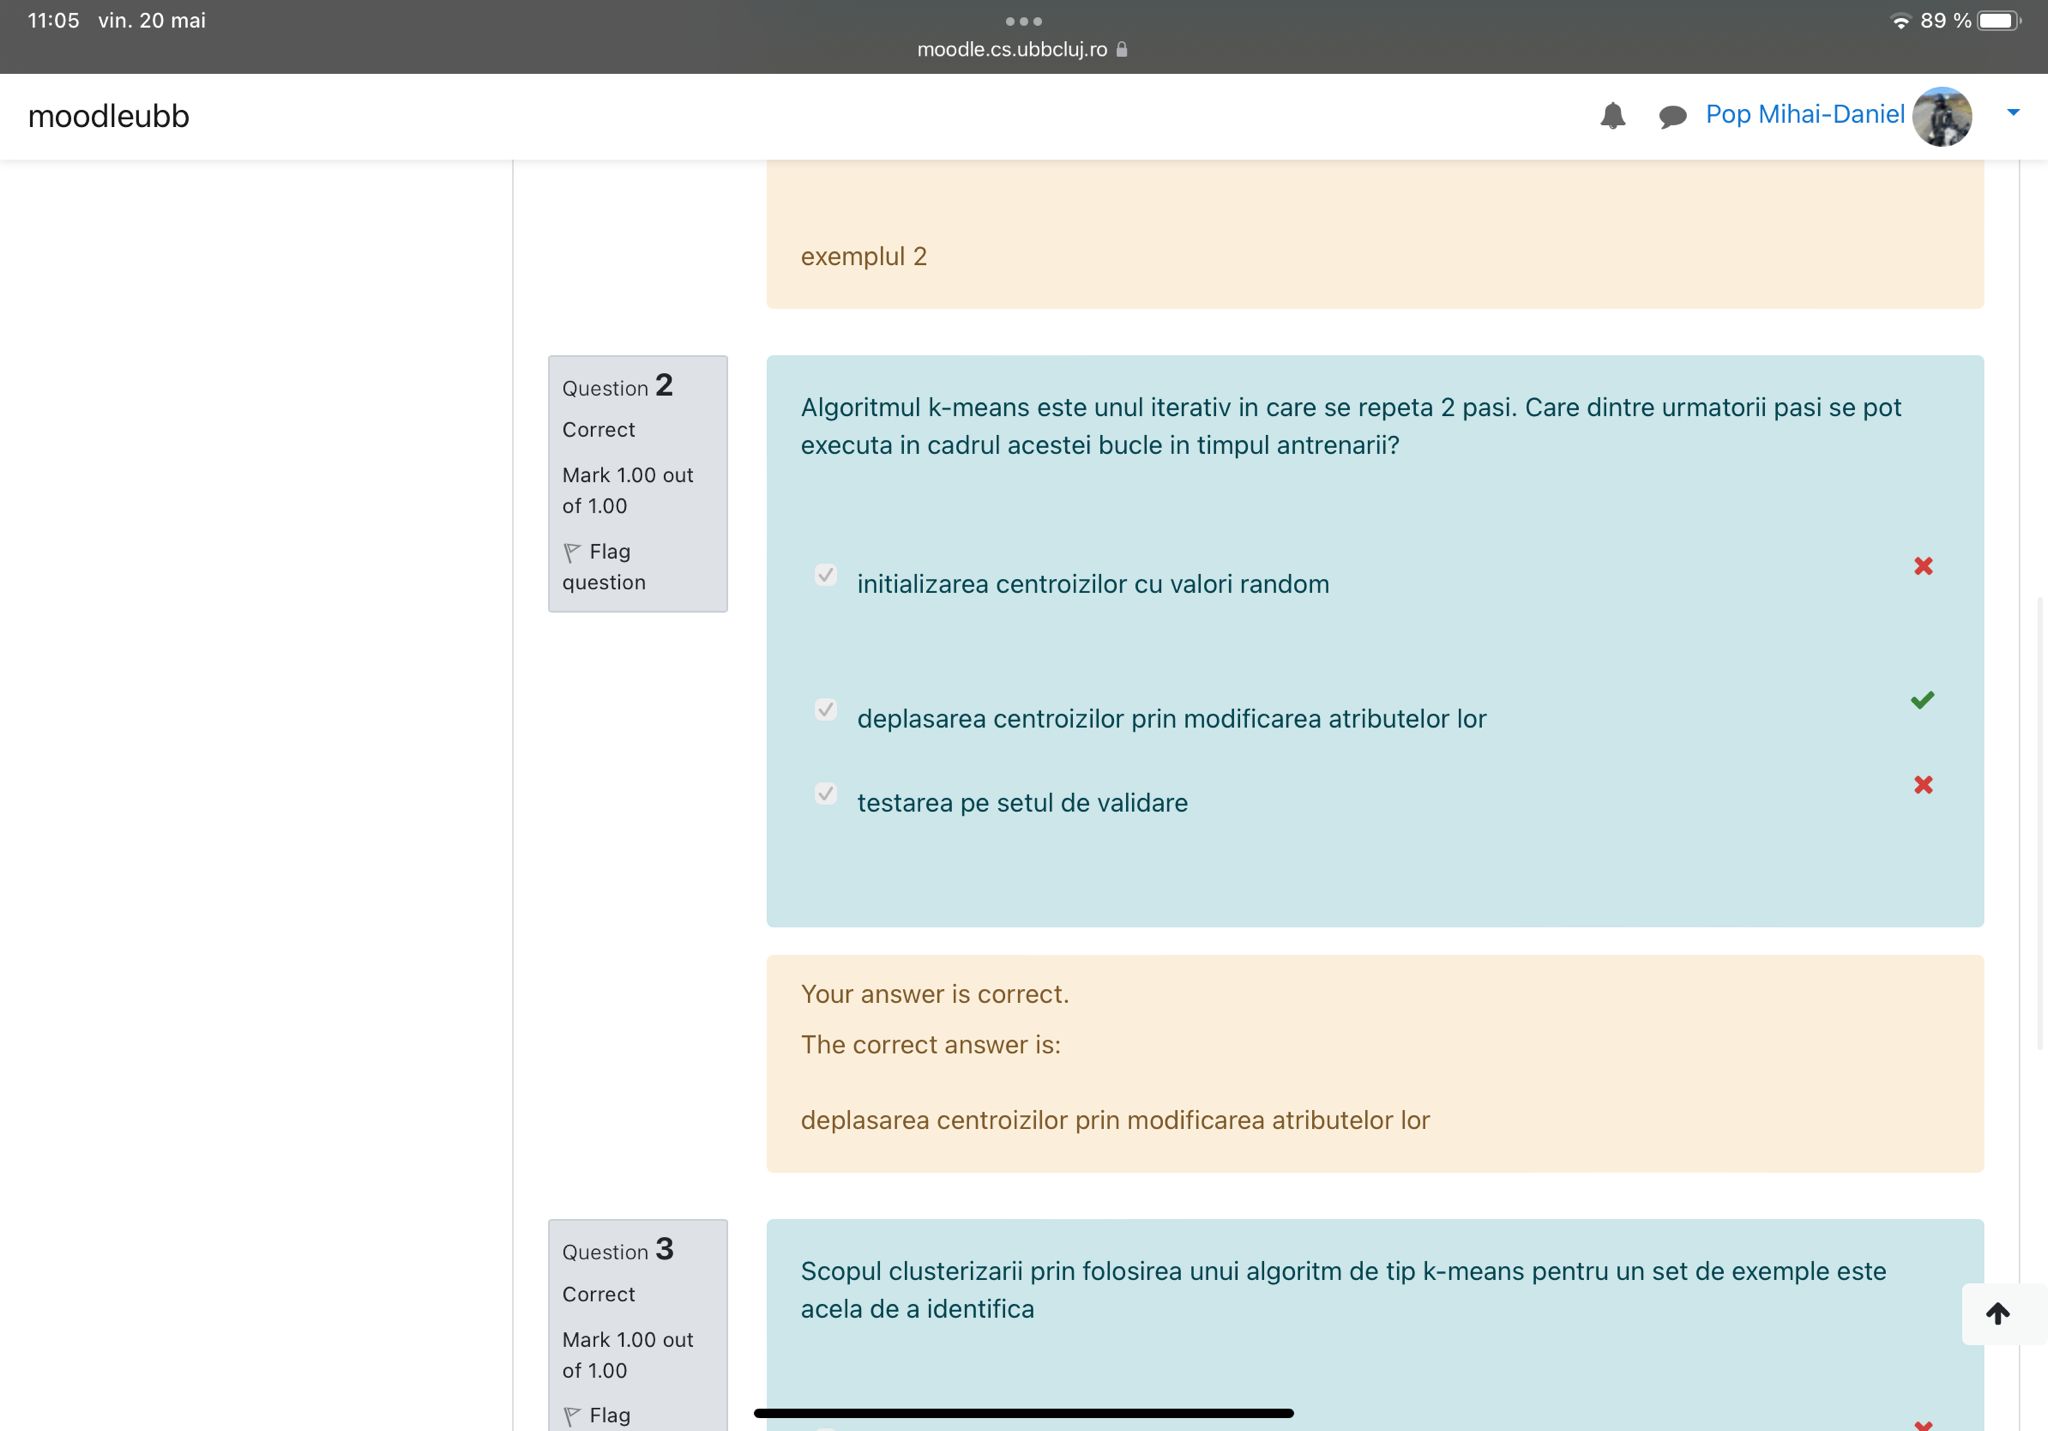 11:05 vin. 20 mai
89 %
moodle.cs.ubbcluj.ro
moodleubb
Pop Mihai-Daniel
exemplul 2
Question 2
Correct
Mark 1.00 out
of 1.00
Flag
question
Algoritmul k-means este unul iterativ in care se repeta 2 pasi. Care dintre urmatorii pasi se pot
executa in cadrul acestei bucle in timpul antrenarii?
initializarea centroizilor cu valori random
deplasarea centroizilor prin modificarea atributelor lor
testarea pe setul de validare
Your answer is correct.
The correct answer is:
deplasarea centroizilor prin modificarea atributelor lor
Question 3
Correct
Mark 1.00 out
of 1.00
Flag
Scopul clusterizarii prin folosirea unui algoritm de tip k-means pentru un set de exemple este
acela de a identifica